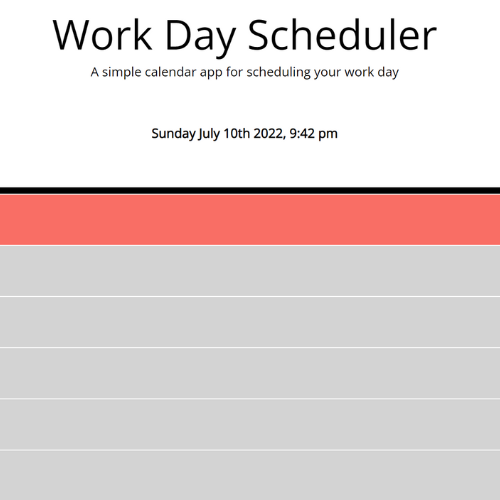 Work Day Scheduler
A simple calendar app for scheduling your work day
Sunday July 10th 2022, 9:42 pm